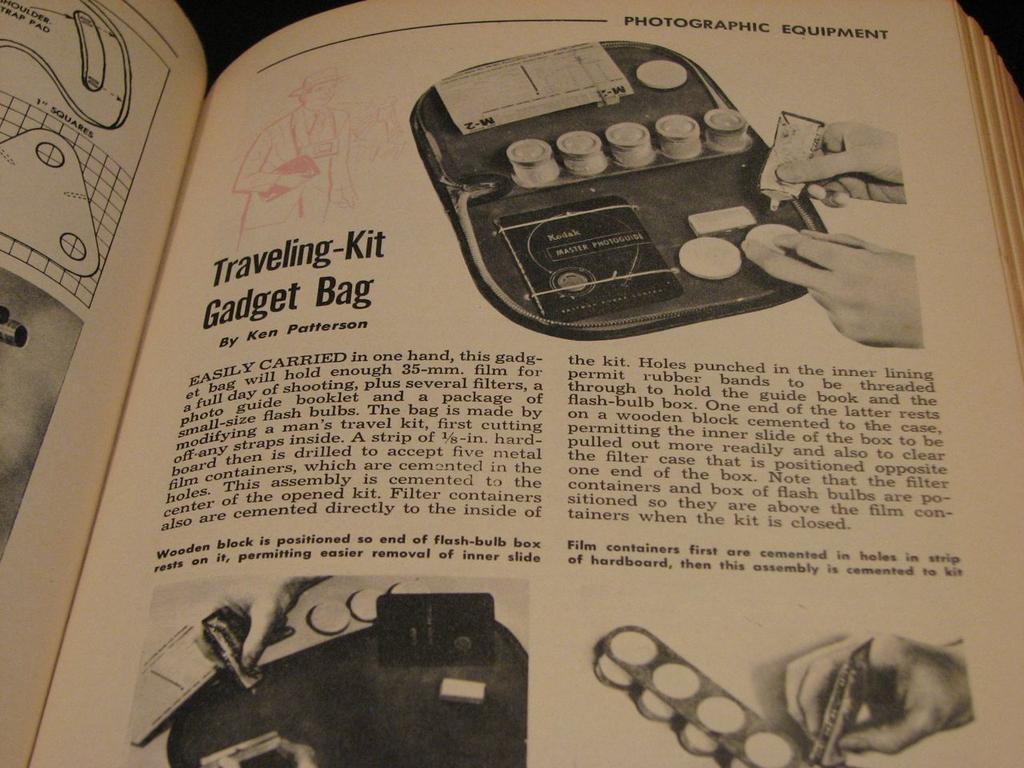 SHOULDER-
STRAP PAD
1" SQUARES
PHOTOGRAPHIC EQUIPMENT
M-2
M-2
Kodak
MASTER PHOTOGUIDE
Traveling-Kit
Gadget Bag
By Ken Patterson
EASILY CARRIED in one hand, this gadg-
et bag will hold enough 35-mm. film for
a full day of shooting, plus several filters, a
photo guide booklet and a package of
small-size flash bulbs. The bag is made by
modifying a man's travel kit, first cutting
off any straps inside. A strip of 1/8-in. hard-
board then is drilled to accept five metal
film containers, which are cemented in the
holes. This assembly is cemented to the
center of the opened kit. Filter containers
also are cemented directly to the inside of
the kit. Holes punched in the inner lining
permit rubber bands to be threaded
through to hold the guide book and the
flash-bulb box. One end of the latter rests
on a wooden block cemented to the case,
permitting the inner slide of the box to be
pulled out more readily and also to clear
the filter case that is positioned opposite
one end of the box. Note that the filter
containers and box of flash bulbs are po-
sitioned so they are above the film con-
tainers when the kit is closed.
Wooden block is positioned so end of flash-bulb box
rests on it, permitting easier removal of inner slide
Film containers first are cemented in holes in strip
of hardboard, then this assembly is cemented to kit